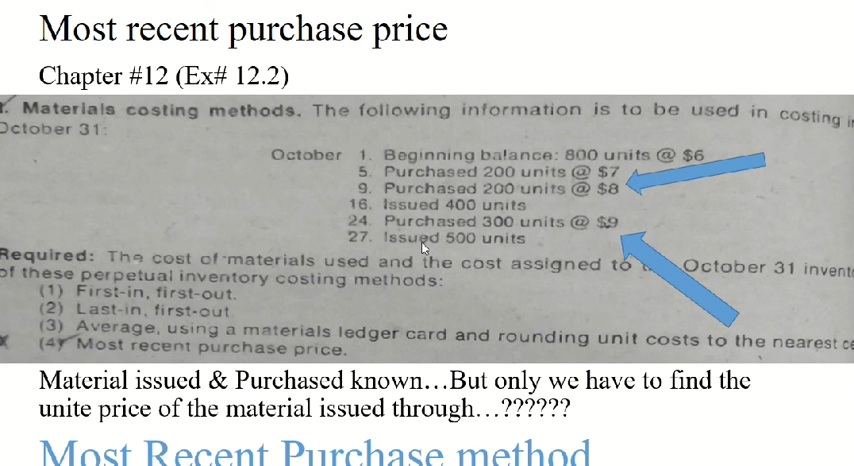 Most recent purchase price
Chapter #12 (Ex# 12.2)
Materials costing methods. The following information is to be used in costing
October 31:
October 1. Beginning balance: 800 units @ $6
5. Purchased 200 units @ $7
9. Purchased 200 units @ $8
16. Issued 400 units
24. Purchased 300 units @ $9
27. Issued 500 units
Required: The cost of materials used and the cost assigned to October 31
of these perpetual inventory costing methods:
(1) First-in, first-out.
(2) Last-in, first-out
(3) Average, using a materials ledger card and rounding unit costs to the nearest
(4) Most recent purchase price.
Material issued & Purchased known…But only we have to find the
unite price of the material issued through…??????
Most Recent Purchase method